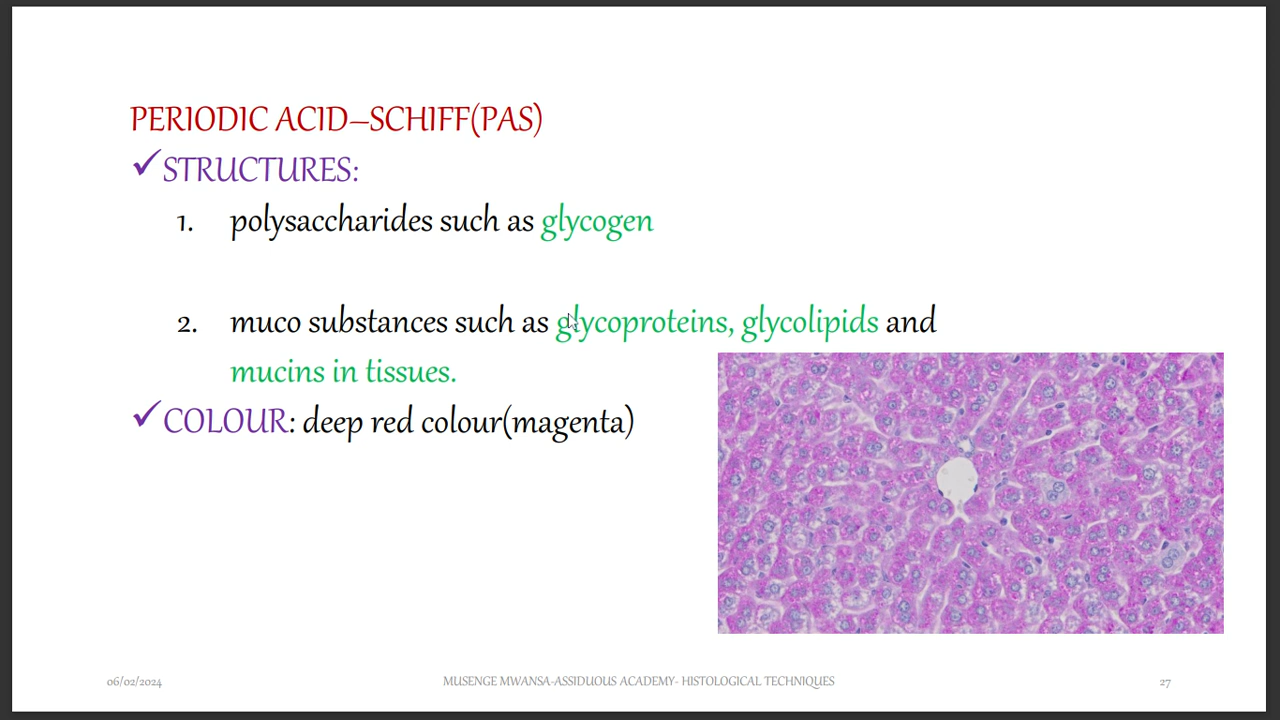 PERIODIC ACID–SCHIFF(PAS)
✓STRUCTURES:
1. polysaccharides such as glycogen
2. muco substances such as glycoproteins, glycolipids and
mucins in tissues.
✓COLOUR: deep red colour(magenta)
06/02/2024 MUSENGE MWANSA-ASSIDUOUS ACADEMY- HISTOLOGICAL TECHNIQUES 27